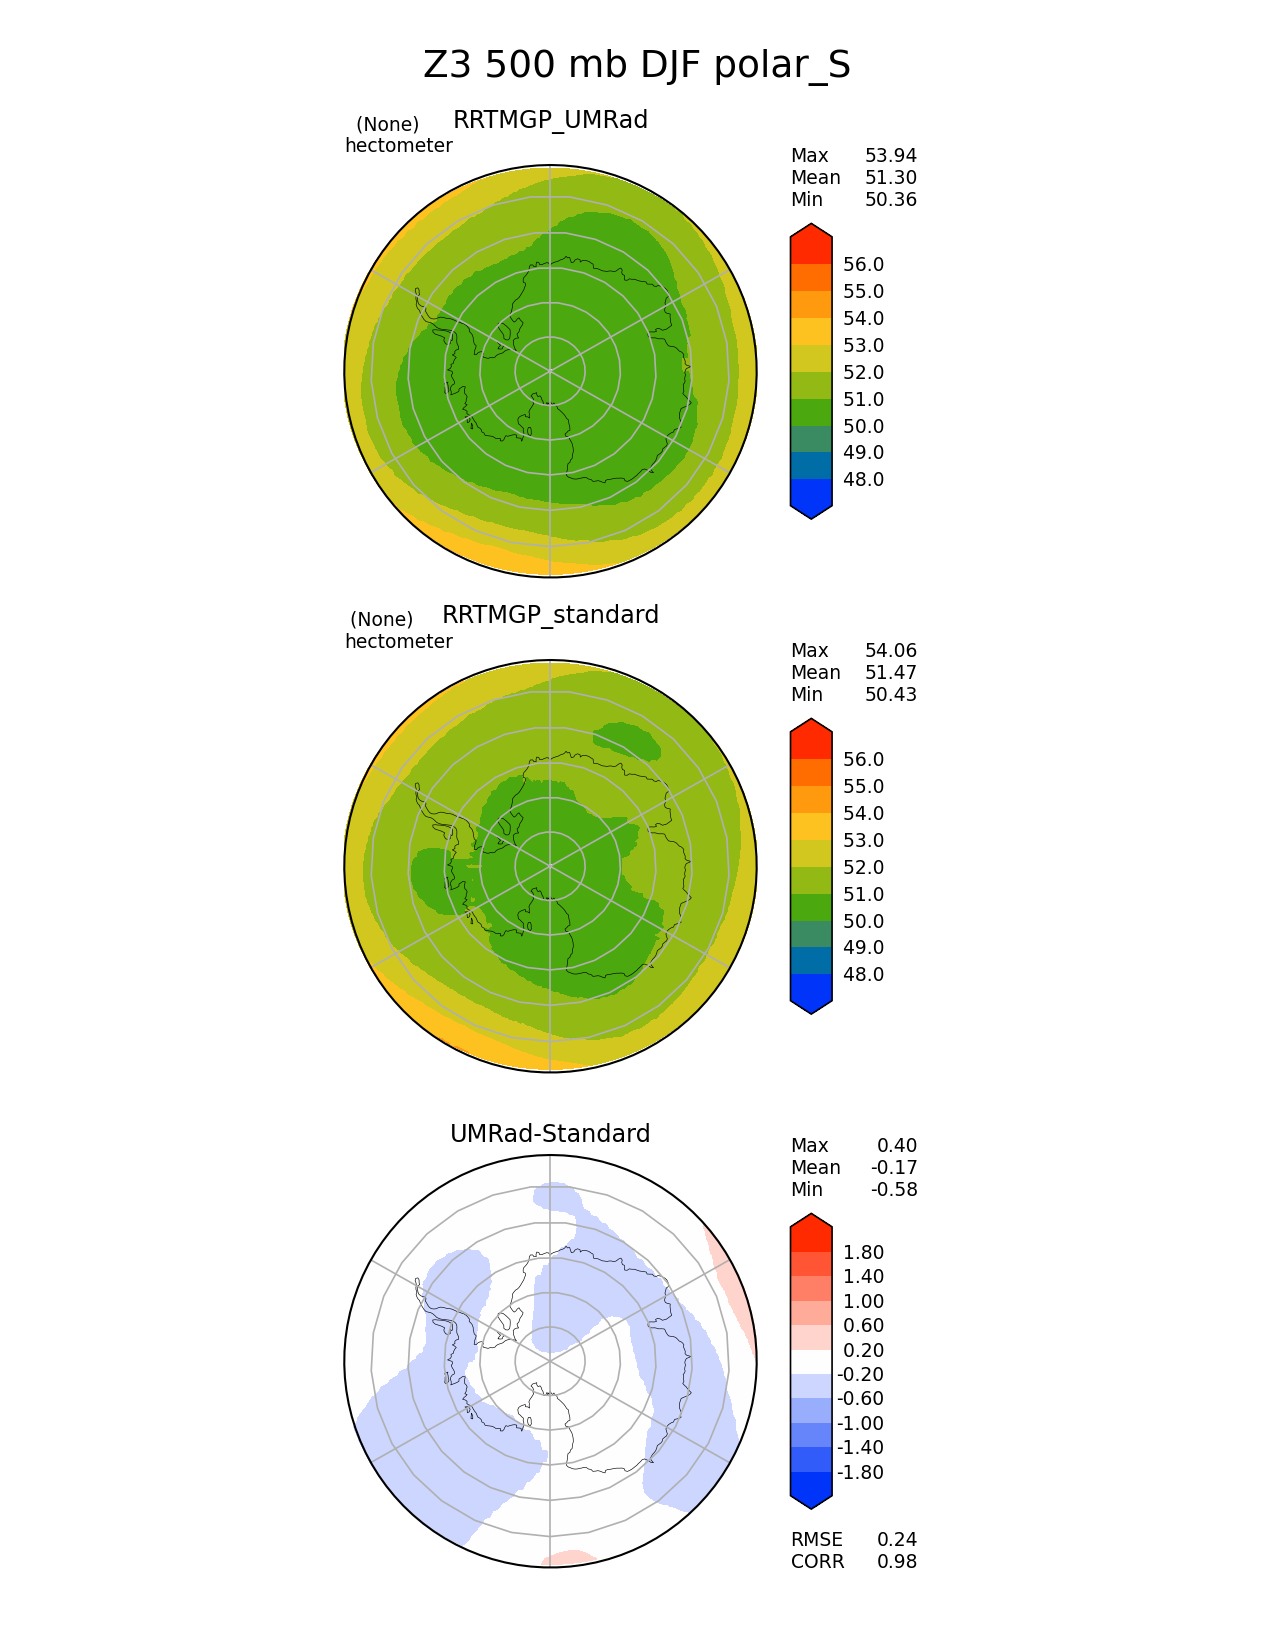 Z3 500 mb DJF polar_S
(None) RRTMGP_UMRad
hectometer
Max 53.94
Mean 51.30
Min 50.36
56.0
55.0
54.0
53.0
52.0
51.0
50.0
49.0
48.0
(None) RRTMGP_standard
hectometer
Max 54.06
Mean 51.47
Min 50.43
56.0
55.0
54.0
53.0
52.0
51.0
50.0
49.0
48.0
UMRad-Standard
Max 0.40
Mean -0.17
Min -0.58
1.80
1.40
1.00
0.60
0.20
-0.20
-0.60
-1.00
-1.40
-1.80
RMSE 0.24
CORR 0.98